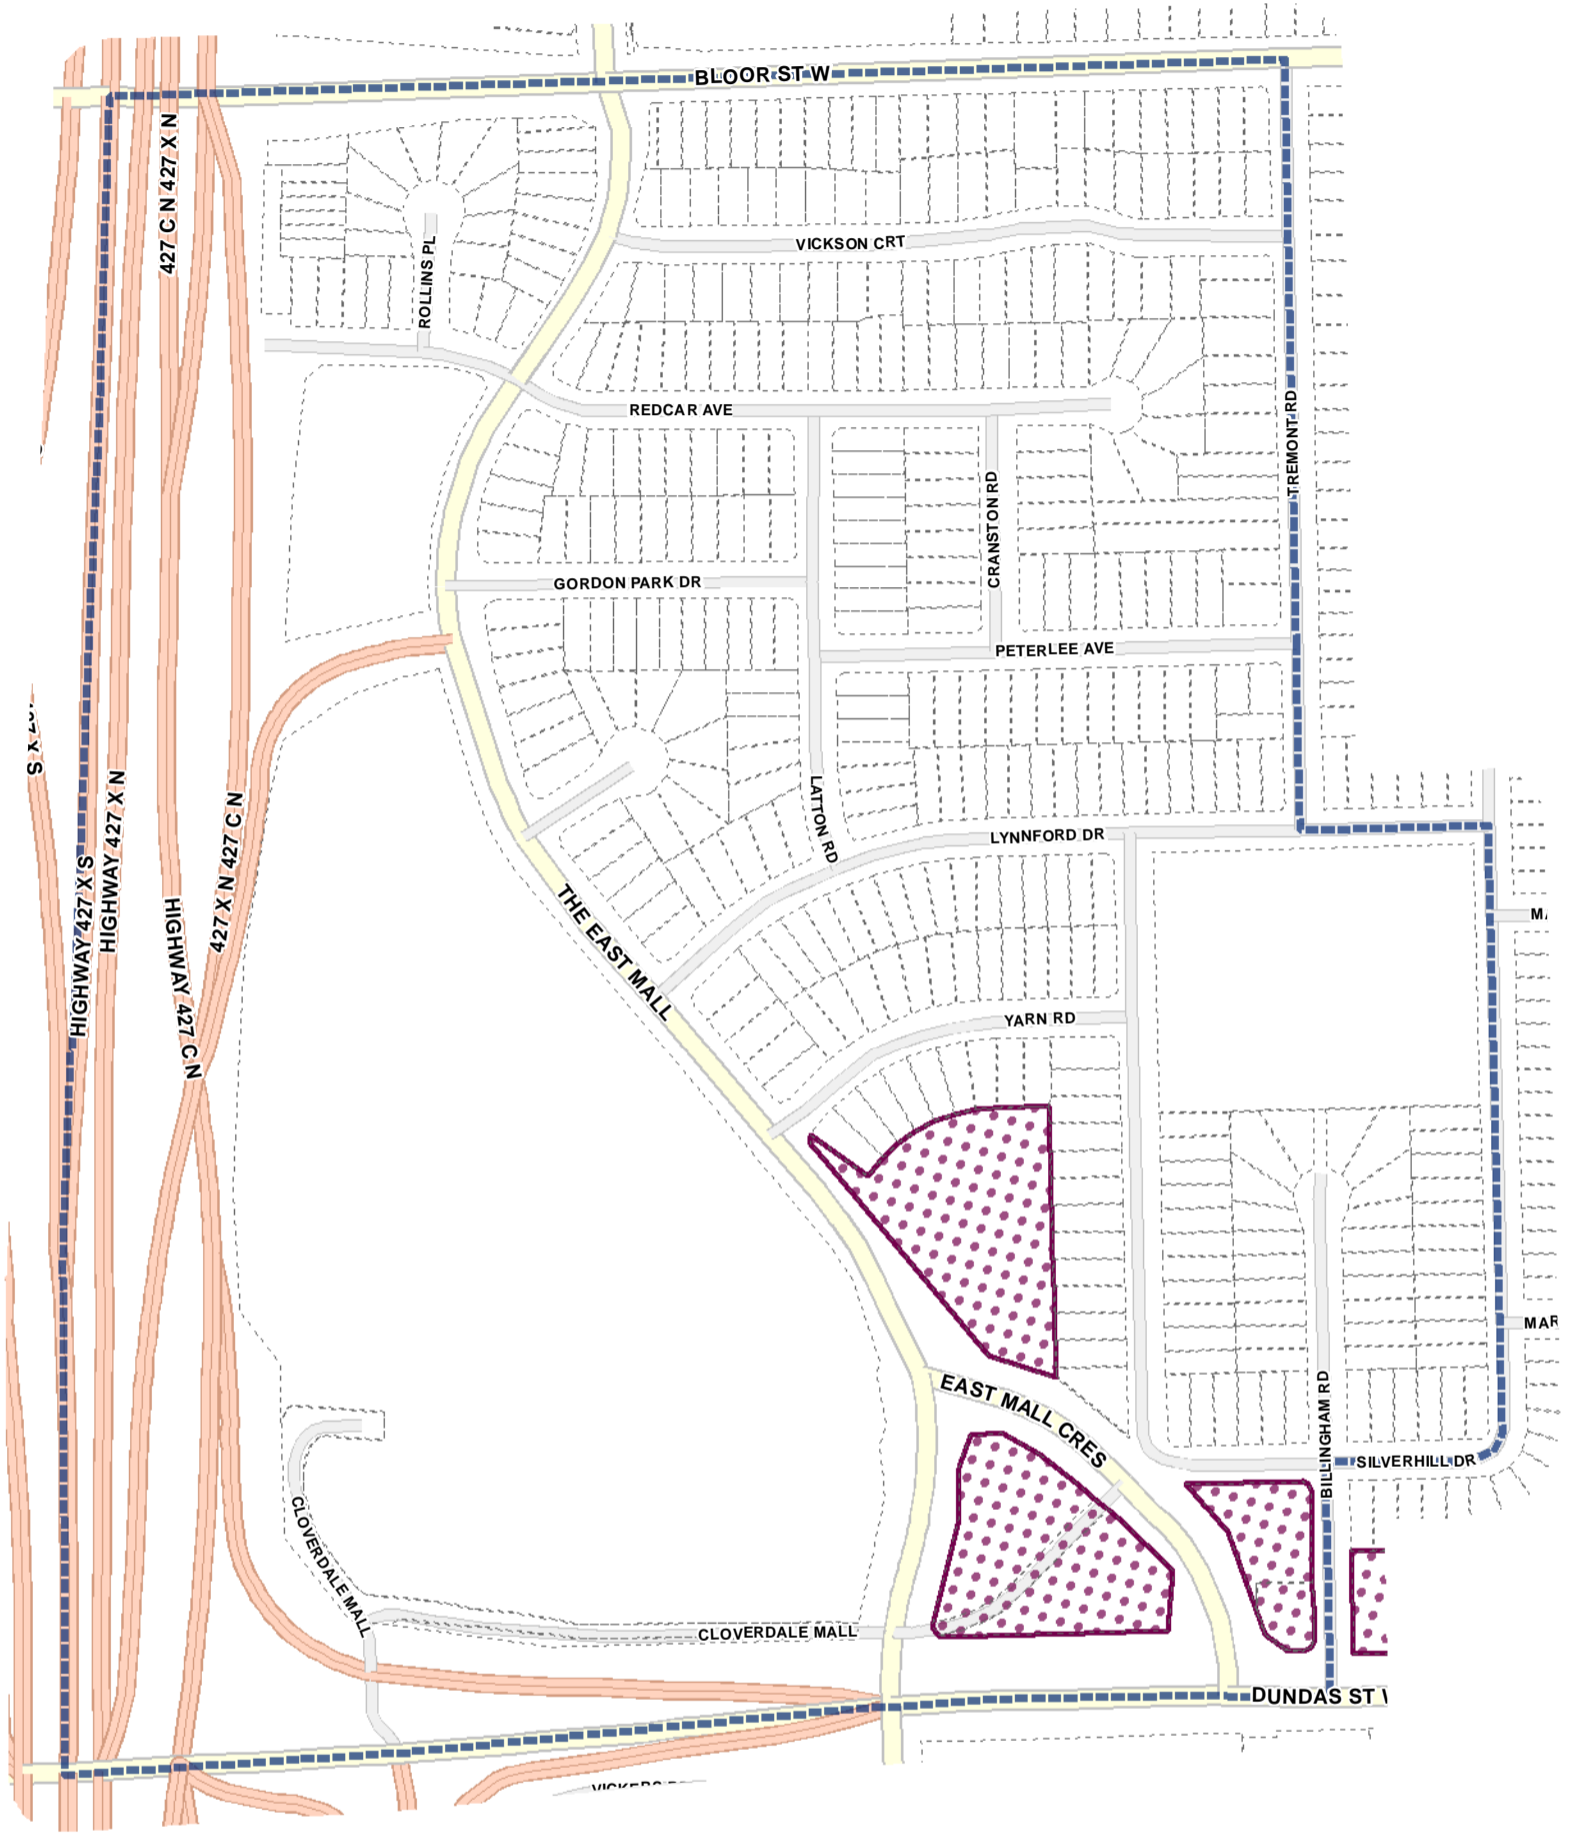 BLOOR ST W
427 C N 427 X N
VICKSON CRT
ROLLINS PL
REDCAR AVE
TREMONT RD
CRANSTON RD
GORDON PARK DR
PETERLEE AVE
HIGHWAY 427 X N
427 X N 427 C N
LATTON RD
LYNNFORD DR
HIGHWAY 427 X S
HIGHWAY 427 C N
THE EAST MALL
YARN RD
MAR
EAST MALL CRES
BILLINGHAM RD
SILVERHILL DR
CLOVERDALE MALL
CLOVERDALE MALL
DUNDAS ST